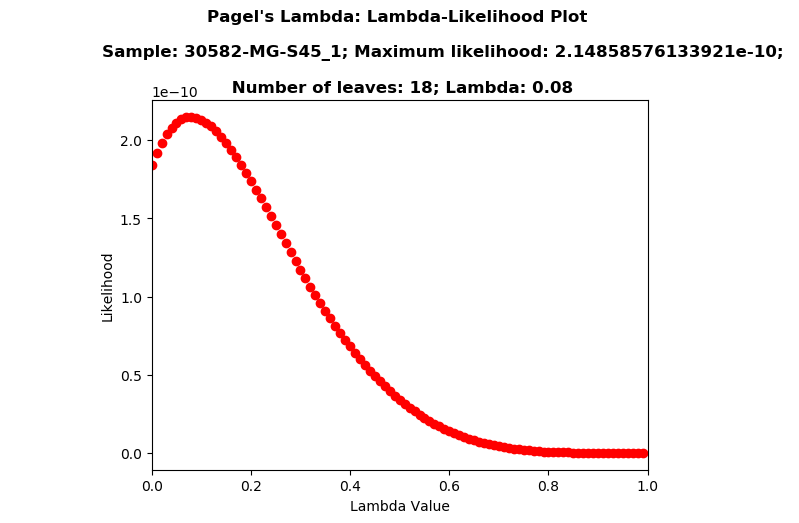 Pagel's Lambda: Lambda-Likelihood Plot
Sample: 30582-MG-S45_1; Maximum likelihood: 2.14858576133921e-10;
Number of leaves: 18; Lambda: 0.08
1e−10
2.0
1.5
1.0
0.5
0.0
Likelihood
0.0 0.2 0.4 0.6 0.8 1.0
Lambda Value